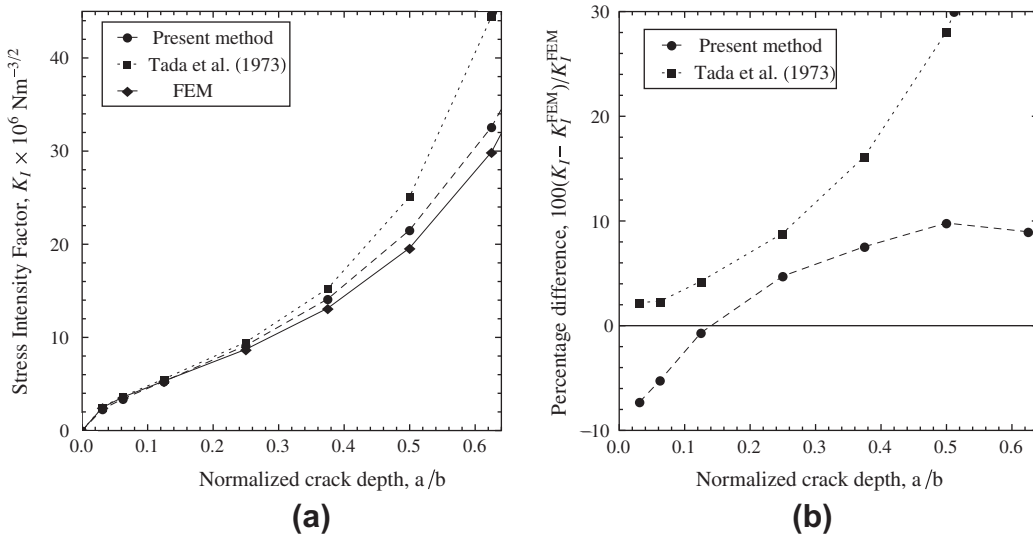 Stress Intensity Factor, K_I × 10⁶ Nm⁻³/²
40
30
20
10
0
0.0 0.1 0.2 0.3 0.4 0.5 0.6
Normalized crack depth, a/b
Present method
Tada et al. (1973)
FEM
(a)
Percentage difference, 100(K_I − K_I^FEM)/K_I^FEM
30
20
10
0
−10
0.0 0.1 0.2 0.3 0.4 0.5 0.6
Normalized crack depth, a/b
Present method
Tada et al. (1973)
(b)